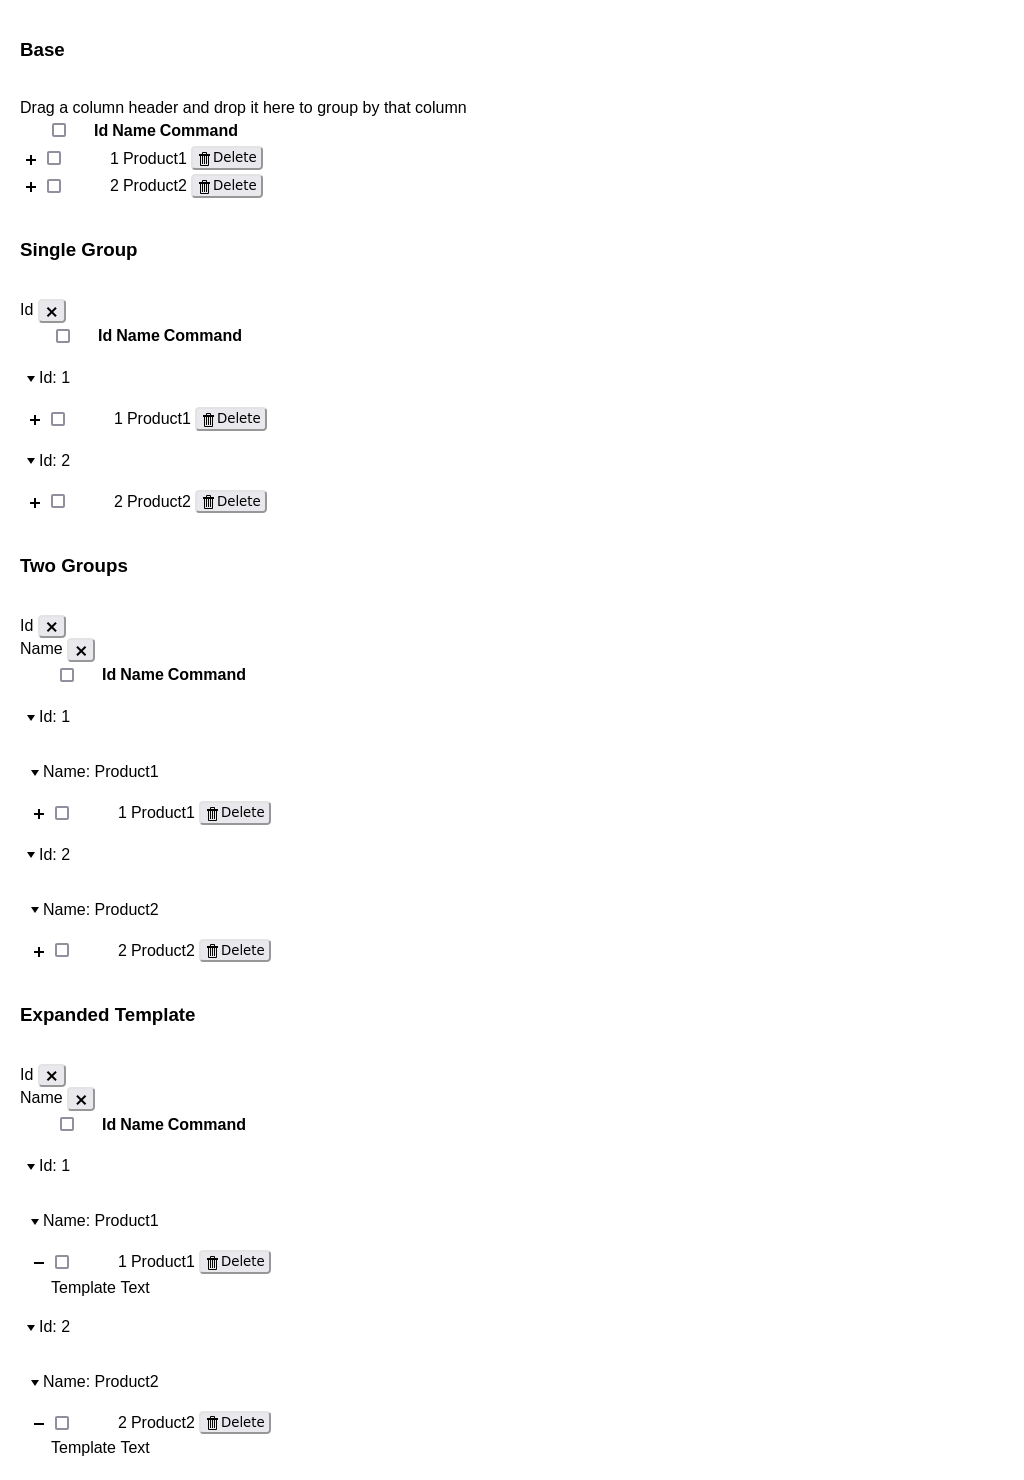 Base
Drag a column header and drop it here to group by that column
Id Name Command
1 Product1 Delete
2 Product2 Delete
Single Group
Id
Id Name Command
Id: 1
1 Product1 Delete
Id: 2
2 Product2 Delete
Two Groups
Id
Name
Id Name Command
Id: 1
Name: Product1
1 Product1 Delete
Id: 2
Name: Product2
2 Product2 Delete
Expanded Template
Id
Name
Id Name Command
Id: 1
Name: Product1
1 Product1 Delete
Template Text
Id: 2
Name: Product2
2 Product2 Delete
Template Text